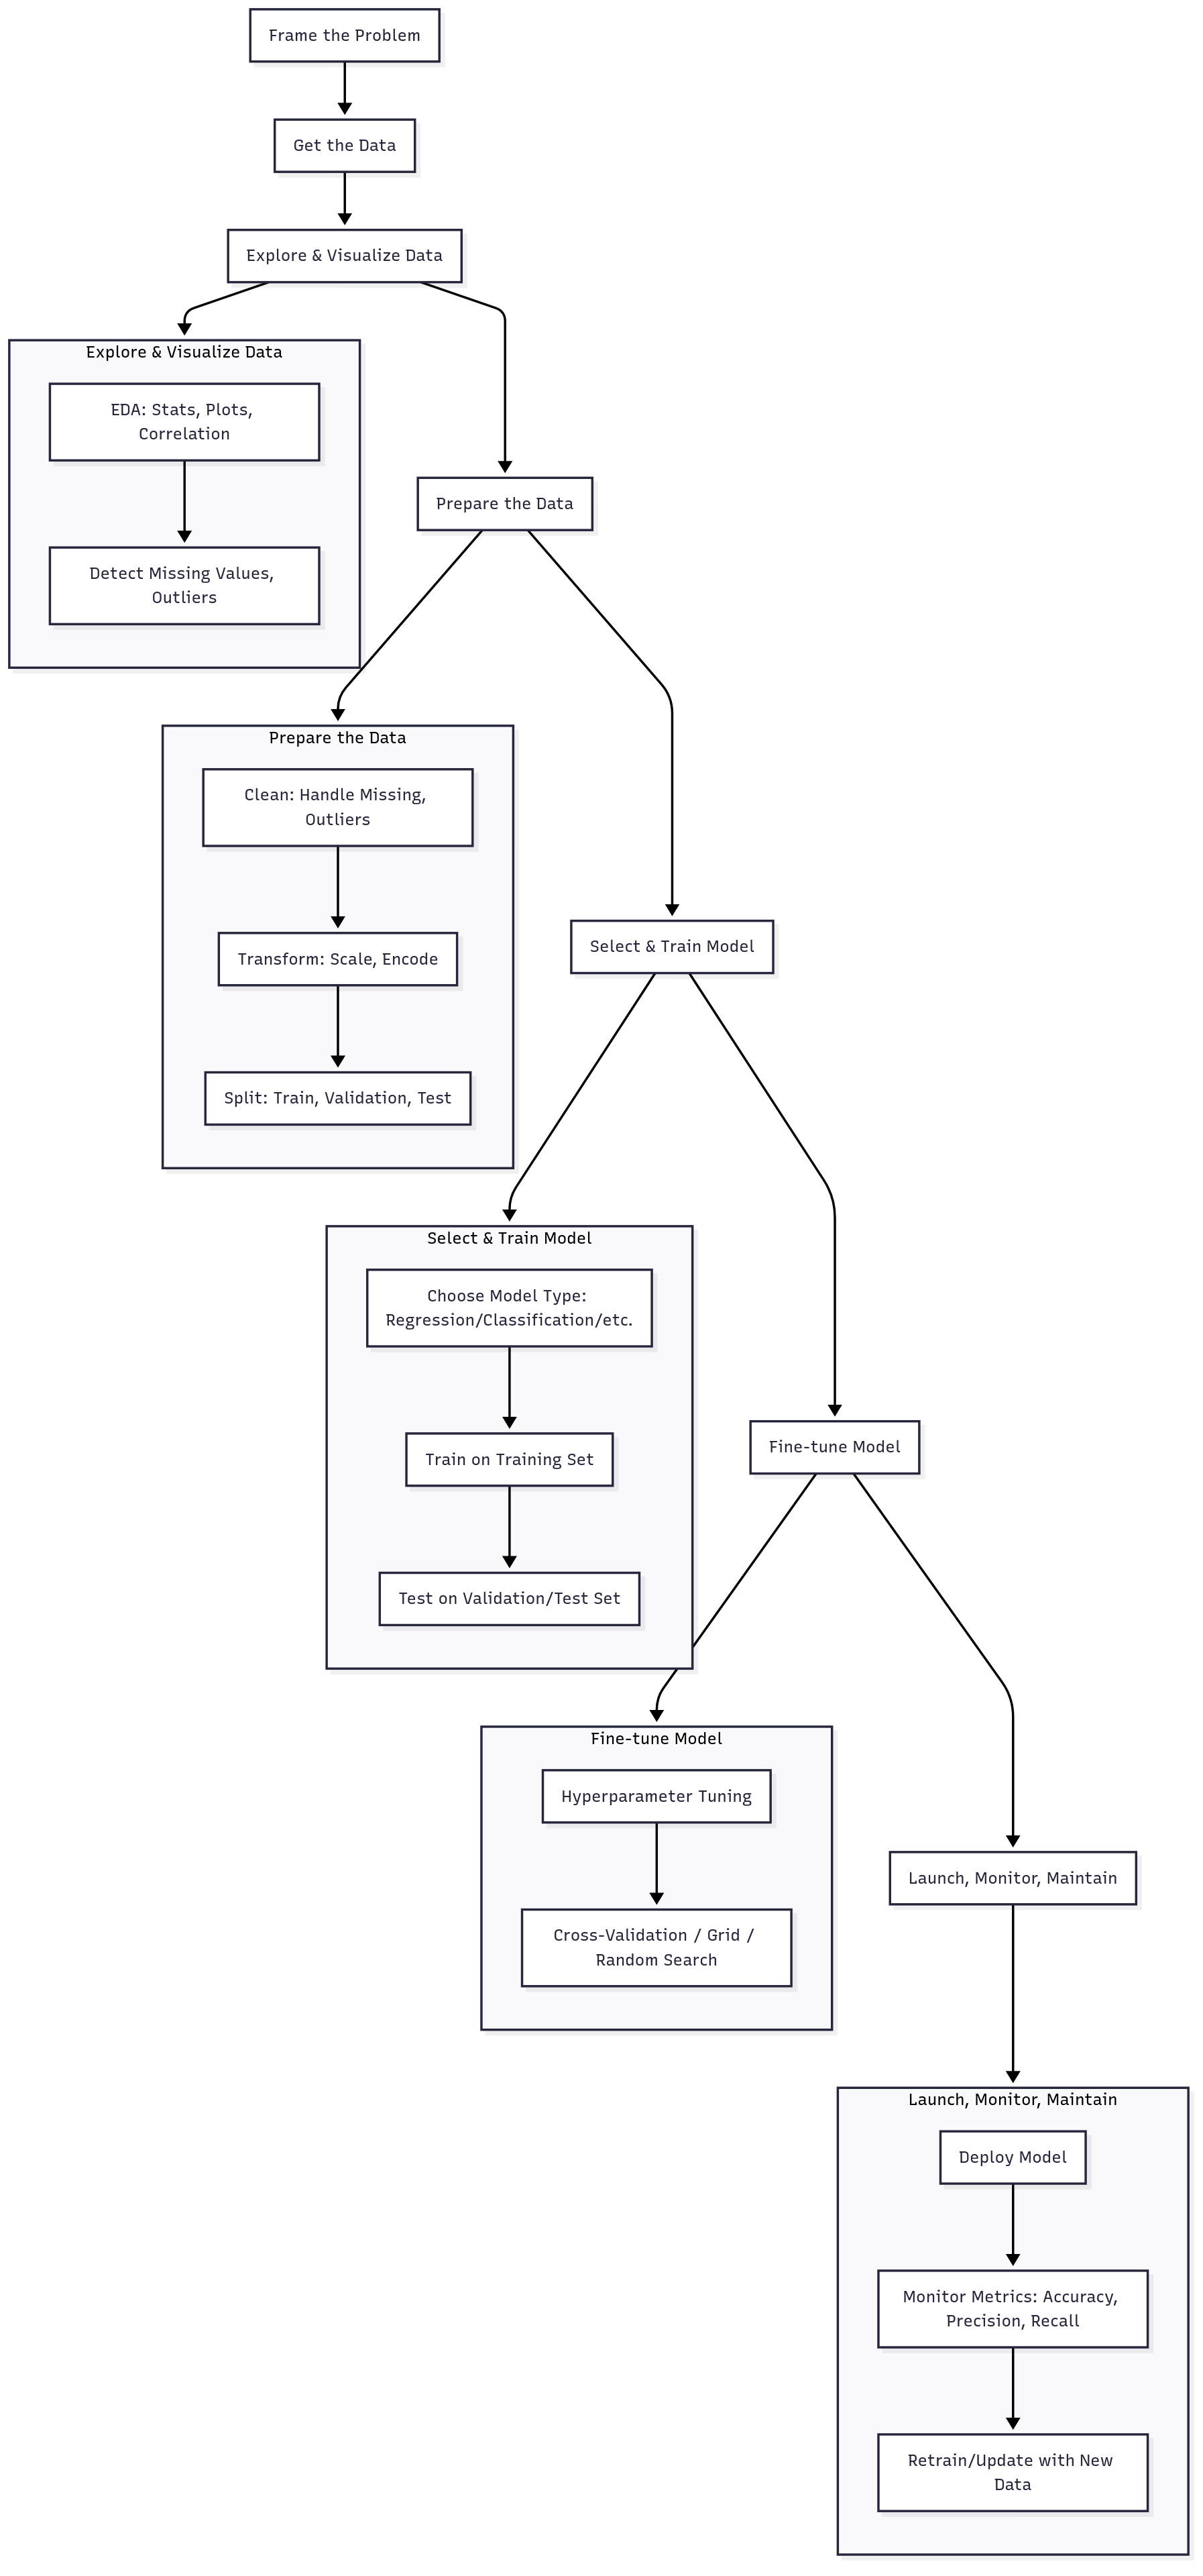 Frame the Problem
Get the Data
Explore & Visualize Data
Explore & Visualize Data
EDA: Stats, Plots,
Correlation
Detect Missing Values,
Outliers
Prepare the Data
Prepare the Data
Clean: Handle Missing,
Outliers
Transform: Scale, Encode
Split: Train, Validation, Test
Select & Train Model
Select & Train Model
Choose Model Type:
Regression/Classification/etc.
Train on Training Set
Test on Validation/Test Set
Fine-tune Model
Fine-tune Model
Hyperparameter Tuning
Cross-Validation / Grid /
Random Search
Launch, Monitor, Maintain
Launch, Monitor, Maintain
Deploy Model
Monitor Metrics: Accuracy,
Precision, Recall
Retrain/Update with New
Data